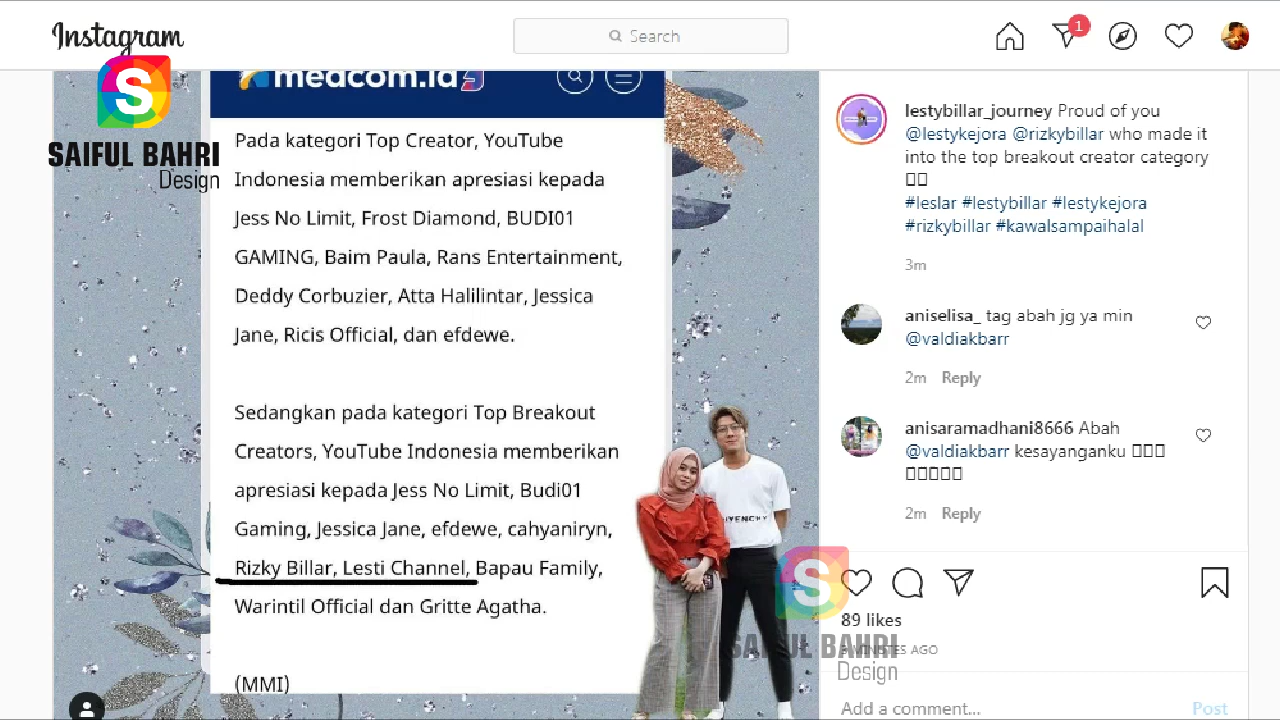 Instagram
Search
1
SAIFUL BAHRI
Design
medcom.id
Pada kategori Top Creator, YouTube
Indonesia memberikan apresiasi kepada
Jess No Limit, Frost Diamond, BUDI01
GAMING, Baim Paula, Rans Entertainment,
Deddy Corbuzier, Atta Halilintar, Jessica
Jane, Ricis Official, dan efdewe.
Sedangkan pada kategori Top Breakout
Creators, YouTube Indonesia memberikan
apresiasi kepada Jess No Limit, Budi01
Gaming, Jessica Jane, efdewe, cahyaniryn,
Rizky Billar, Lesti Channel, Bapau Family,
Warintil Official dan Gritte Agatha.
(MMI)
GIVENCHY
lestybillar_journey Proud of you
@lestykejora @rizkybillar who made it
into the top breakout creator category
#leslar #lestybillar #lestykejora
#rizkybillar #kawalsampaihalal
3m
aniselisa_ tag abah jg ya min
@valdiakbarr
2m Reply
anisaramadhani8666 Abah
@valdiakbarr kesayanganku
2m Reply
89 likes
3 MINUTES AGO
SAIFUL BAHRI
Design
Add a comment...
Post